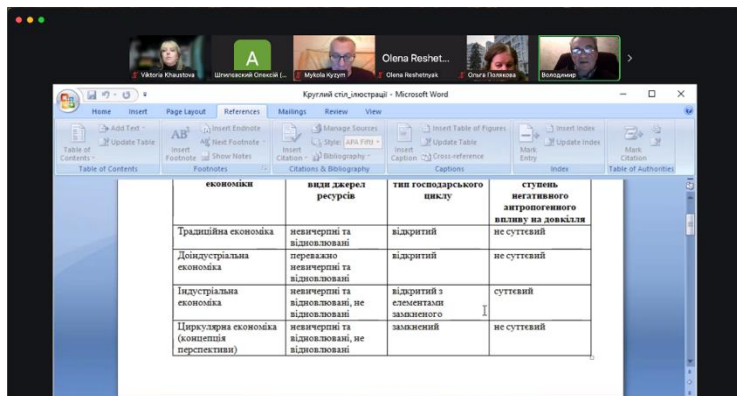 A
Olena Reshet...
Viktoria Khaustova
Шпилевский Олексій (...
Mykola Kyzym
Olena Reshetnyak
Ольга Полякова
Володимир
Круглий стіл_ілюстрації - Microsoft Word
Home Insert Page Layout References Mailings Review View
Table of Contents
Add Text
Update Table
Table of Contents
AB
Insert Footnote
Insert Endnote
Next Footnote
Show Notes
Footnotes
Insert Citation
Manage Sources
Style: APA Fifth
Bibliography
Citations & Bibliography
Insert Caption
Insert Table of Figures
Update Table
Cross-reference
Captions
Mark Entry
Insert Index
Update Index
Index
Mark Citation
Table of Authorities
економіки
види джерел
ресурсів
тип господарського
циклу
ступень
негативного
антропогенного
впливу на довкілля
Традиційна економіка
невичерпні та
відновлювані
відкритий
не суттєвий
Доіндустріальна
економіка
переважно
невичерпні та
відновлювані
відкритий
не суттєвий
Індустріальна
економіка
невичерпні та
відновлювані, не
відновлювані
відкритий з
елементами
замкненого
суттєвий
Циркулярна економіка
(концепція
перспективи)
невичерпні та
відновлювані, не
відновлювані
замкнений
не суттєвий